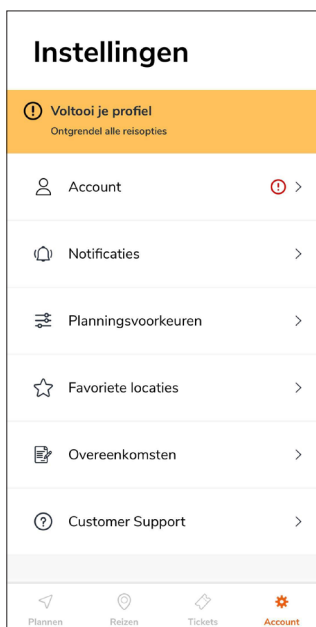 Instellingen
Voltooi je profiel
Ontgrendel alle reisopties
Account
Notificaties
Planningsvoorkeuren
Favoriete locaties
Overeenkomsten
Customer Support
Plannen Reizen Tickets Account